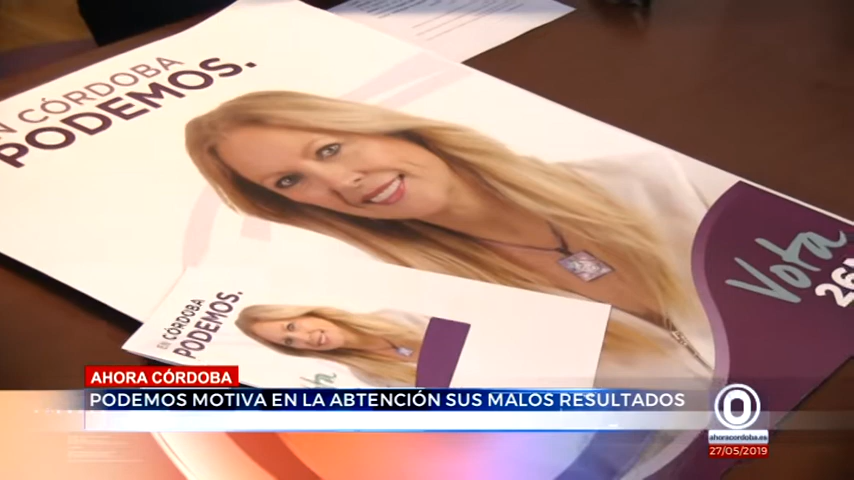 EN CÓRDOBA
PODEMOS.
Vota
26M
EN CÓRDOBA
PODEMOS.
AHORA CÓRDOBA
PODEMOS MOTIVA EN LA ABTENCIÓN SUS MALOS RESULTADOS
ahoracordoba.es
27/05/2019